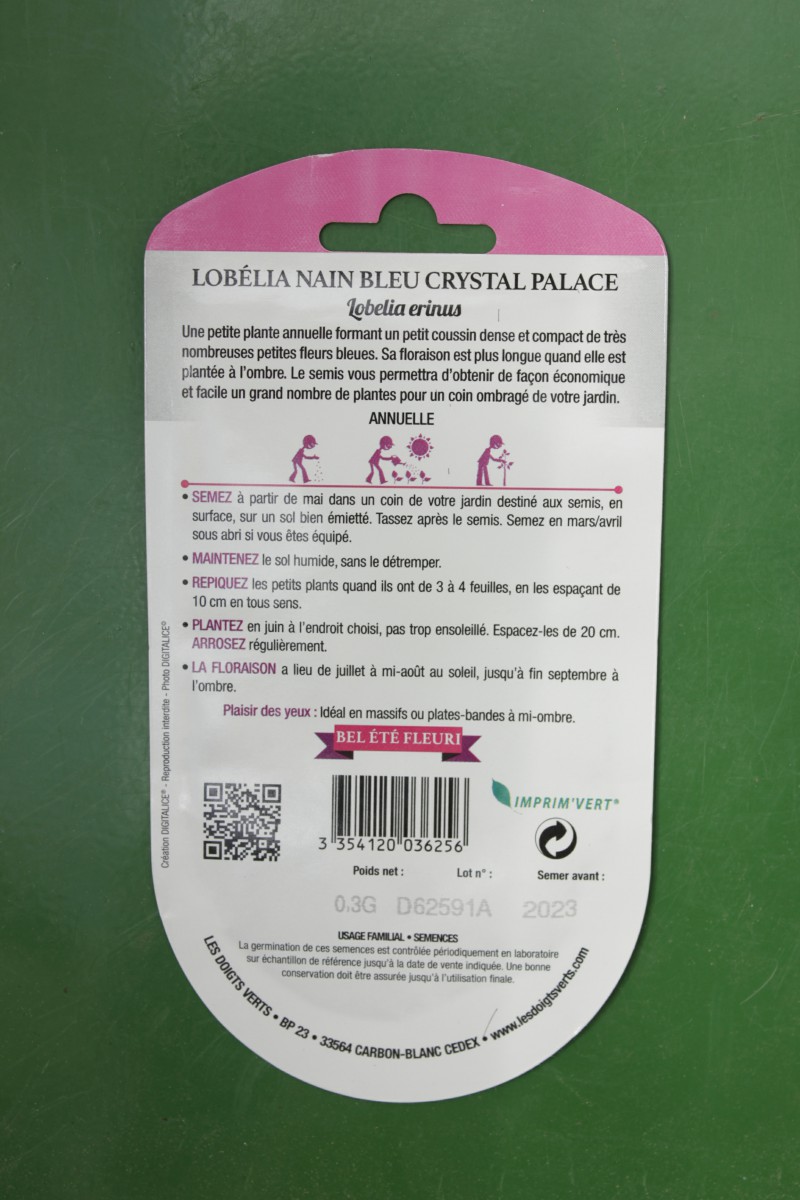 LOBÉLIA NAIN BLEU CRYSTAL PALACE
Lobelia erinus
Une petite plante annuelle formant un petit coussin dense et compact de très
nombreuses petites fleurs bleues. Sa floraison est plus longue quand elle est
plantée à l'ombre. Le semis vous permettra d'obtenir de façon économique
et facile un grand nombre de plantes pour un coin ombragé de votre jardin.
ANNUELLE
• SEMEZ à partir de mai dans un coin de votre jardin destiné aux semis, en
surface, sur un sol bien émietté. Tassez après le semis. Semez en mars/avril
sous abri si vous êtes équipé.
• MAINTENEZ le sol humide, sans le détremper.
• REPIQUEZ les petits plants quand ils ont de 3 à 4 feuilles, en les espaçant de
10 cm en tous sens.
• PLANTEZ en juin à l'endroit choisi, pas trop ensoleillé. Espacez-les de 20 cm.
ARROSEZ régulièrement.
• LA FLORAISON a lieu de juillet à mi-août au soleil, jusqu'à fin septembre à
l'ombre.
Plaisir des yeux : Idéal en massifs ou plates-bandes à mi-ombre.
BEL ÉTÉ FLEURI
Création DIGITALICE® - Reproduction interdite - Photo DIGITALICE®
IMPRIM'VERT®
3 354120 036256
Poids net : Lot n° : Semer avant :
0.3G D62591A 2023
USAGE FAMILIAL • SEMENCES
La germination de ces semences est contrôlée périodiquement en laboratoire
sur échantillon de référence jusqu'à la date de vente indiquée. Une bonne
conservation doit être assurée jusqu'à l'utilisation finale.
LES DOIGTS VERTS • BP 23 • 33564 CARBON-BLANC CEDEX • www.lesdoigtsverts.com